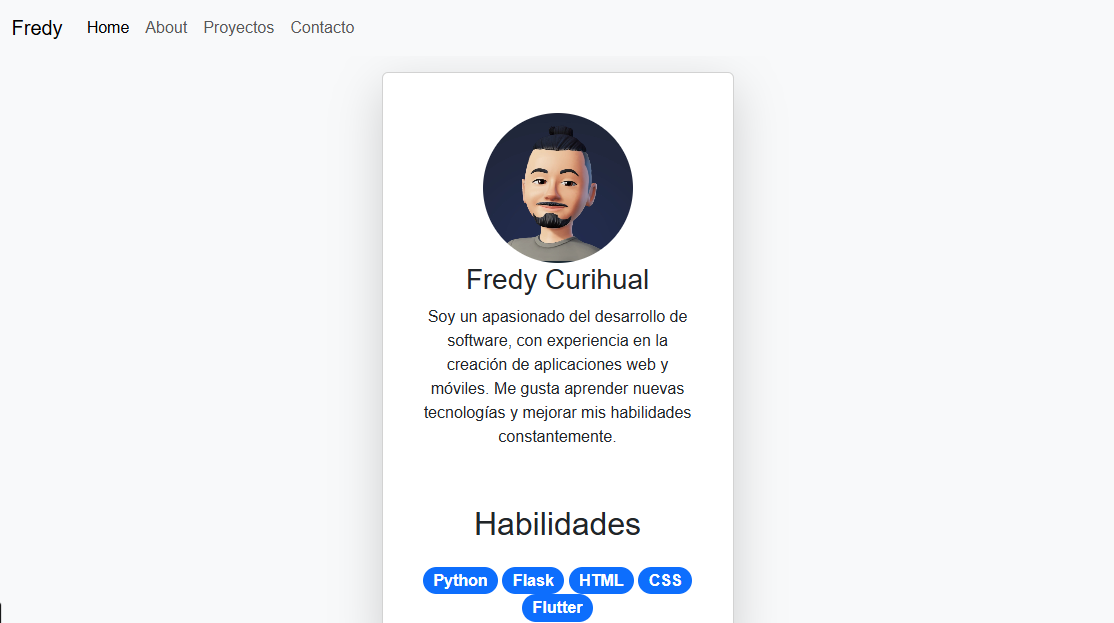 Fredy Home About Proyectos Contacto
Fredy Curihual
Soy un apasionado del desarrollo de
software, con experiencia en la
creación de aplicaciones web y
móviles. Me gusta aprender nuevas
tecnologías y mejorar mis habilidades
constantemente.
Habilidades
Python Flask HTML CSS
Flutter